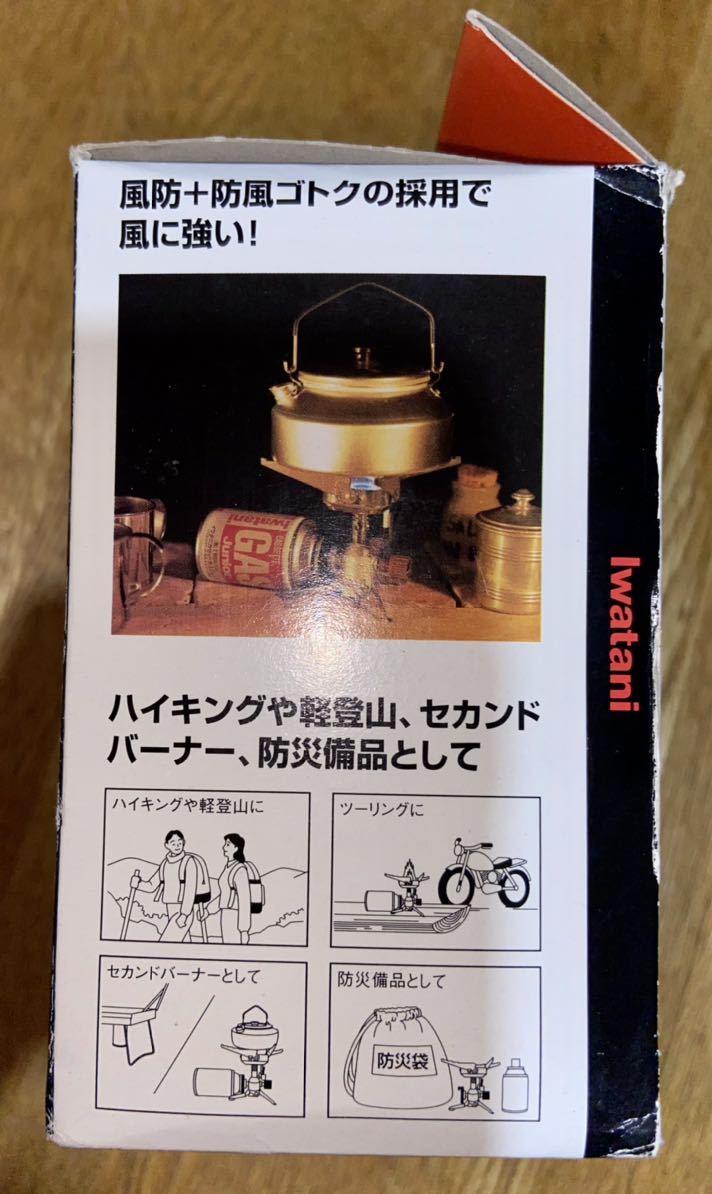 風防＋防風ゴトクの採用で
風に強い！
Iwatani
GAS
Junior
Iwatani
ハイキングや軽登山、セカンド
バーナー、防災備品として
ハイキングや軽登山に
ツーリングに
セカンドバーナーとして
防災備品として
防災袋